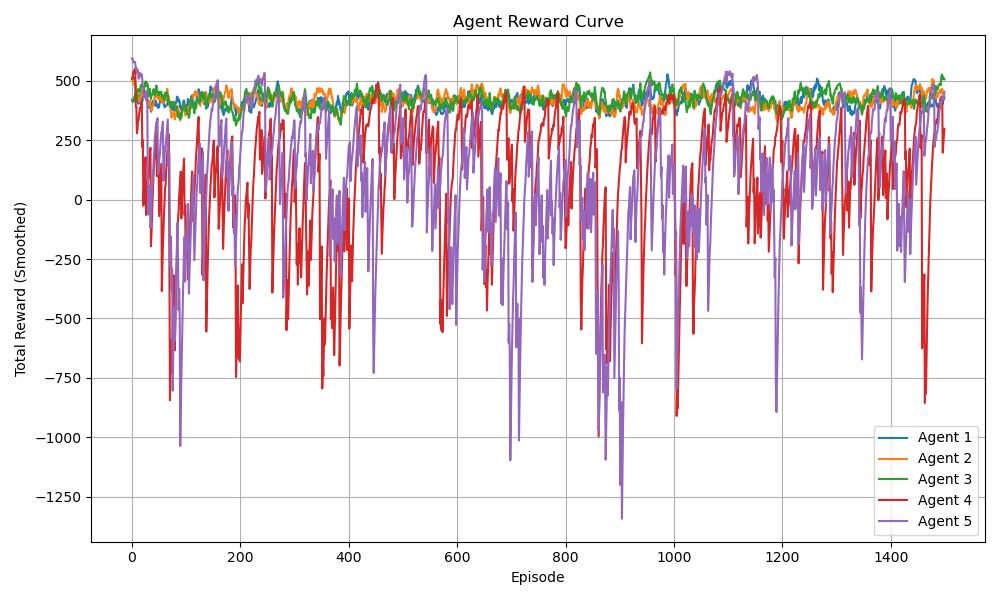 Agent Reward Curve
Total Reward (Smoothed)
500
250
0
−250
−500
−750
−1000
−1250
0 200 400 600 800 1000 1200 1400
Episode
Agent 1
Agent 2
Agent 3
Agent 4
Agent 5